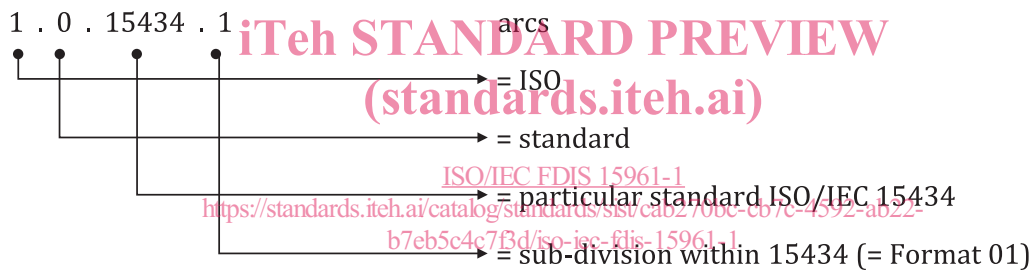 1 . 0 . 15434 . 1 arcs
iTeh STANDARD PREVIEW
= ISO
(standards.iteh.ai)
= standard
ISO/IEC FDIS 15961-1
= particular standard ISO/IEC 15434
https://standards.iteh.ai/catalog/standards/sist/cab270bc-cb7c-4592-ab22-
b7eb5c4c7f3d/iso-iec-fdis-15961-1
= sub-division within 15434 (= Format 01)